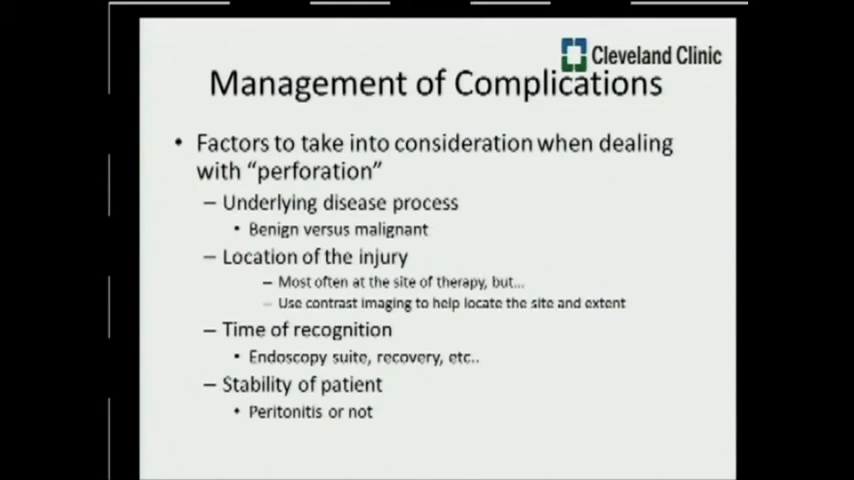 Cleveland Clinic
Management of Complications
• Factors to take into consideration when dealing
with “perforation”
– Underlying disease process
• Benign versus malignant
– Location of the injury
– Most often at the site of therapy, but...
– Use contrast imaging to help locate the site and extent
– Time of recognition
• Endoscopy suite, recovery, etc..
– Stability of patient
• Peritonitis or not